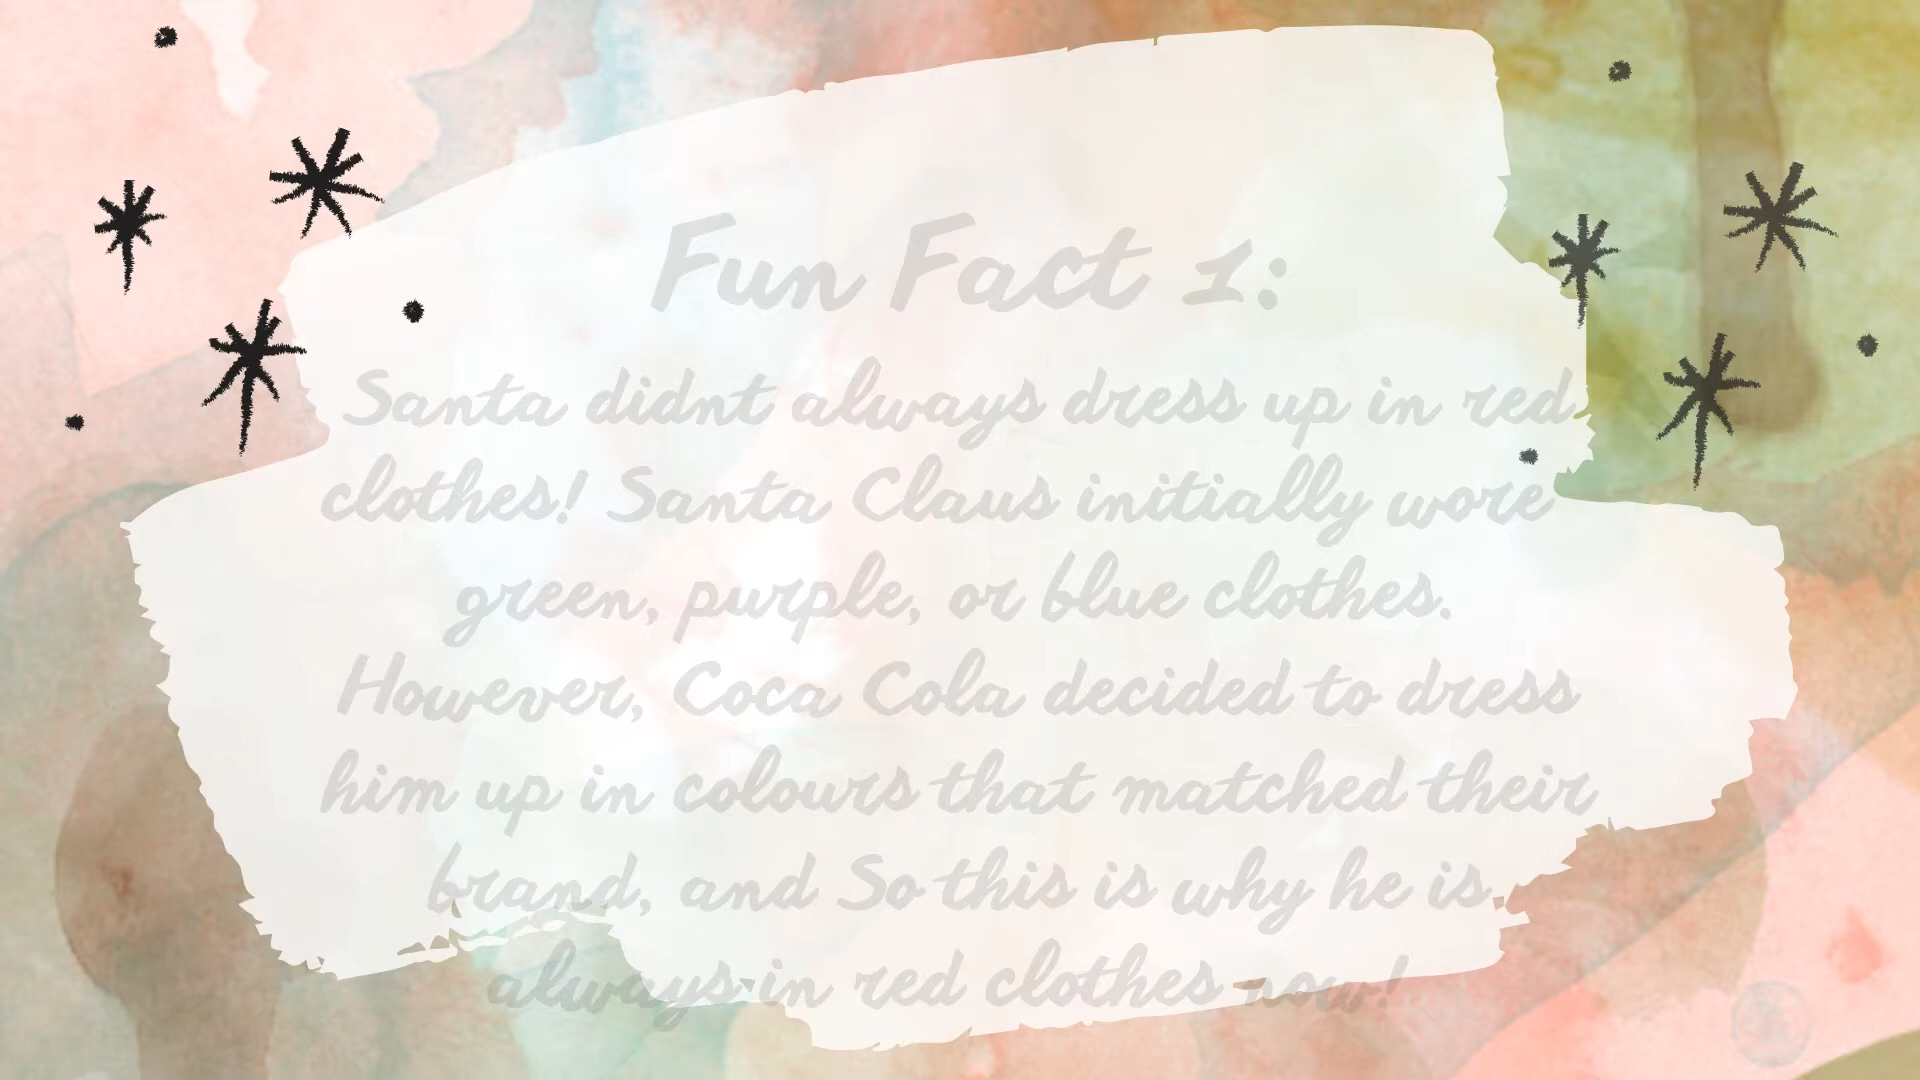 Fun Fact 1:
Santa didnt always dress up in red
clothes! Santa Claus initially wore
green, purple, or blue clothes.
However, Coca Cola decided to dress
him up in colours that matched their
brand, and So this is why he is
always in red clothes now!